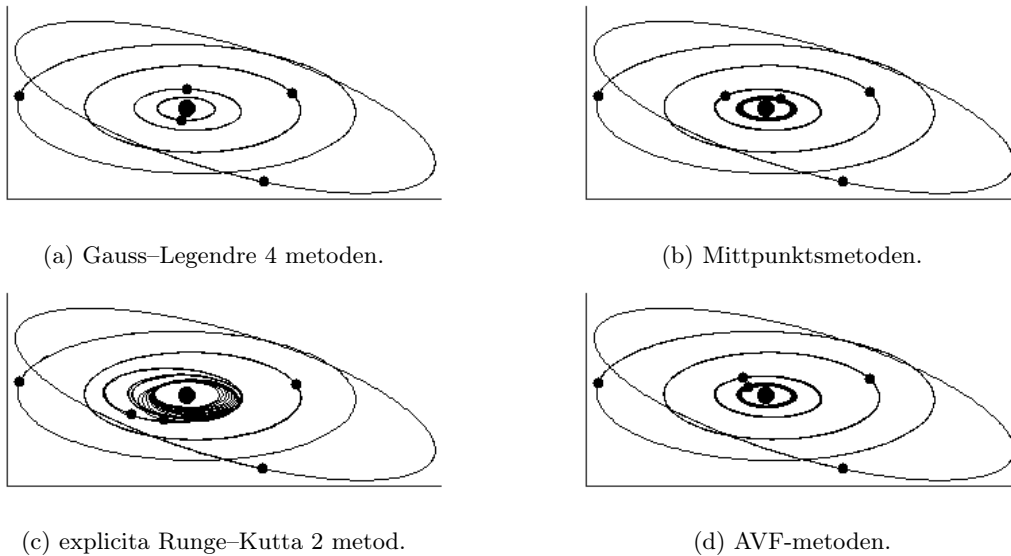 (a) Gauss–Legendre 4 metoden.
(b) Mittpunktsmetoden.
(c) explicita Runge–Kutta 2 metod.
(d) AVF-metoden.